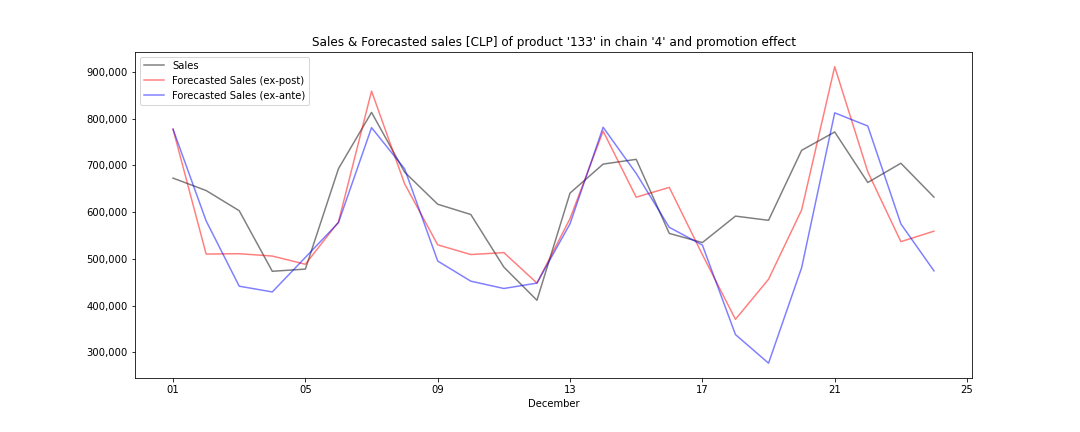 Sales & Forecasted sales [CLP] of product '133' in chain '4' and promotion effect
Sales
Forecasted Sales (ex-post)
Forecasted Sales (ex-ante)
900,000
800,000
700,000
600,000
500,000
400,000
300,000
01 05 09 13 17 21 25
December